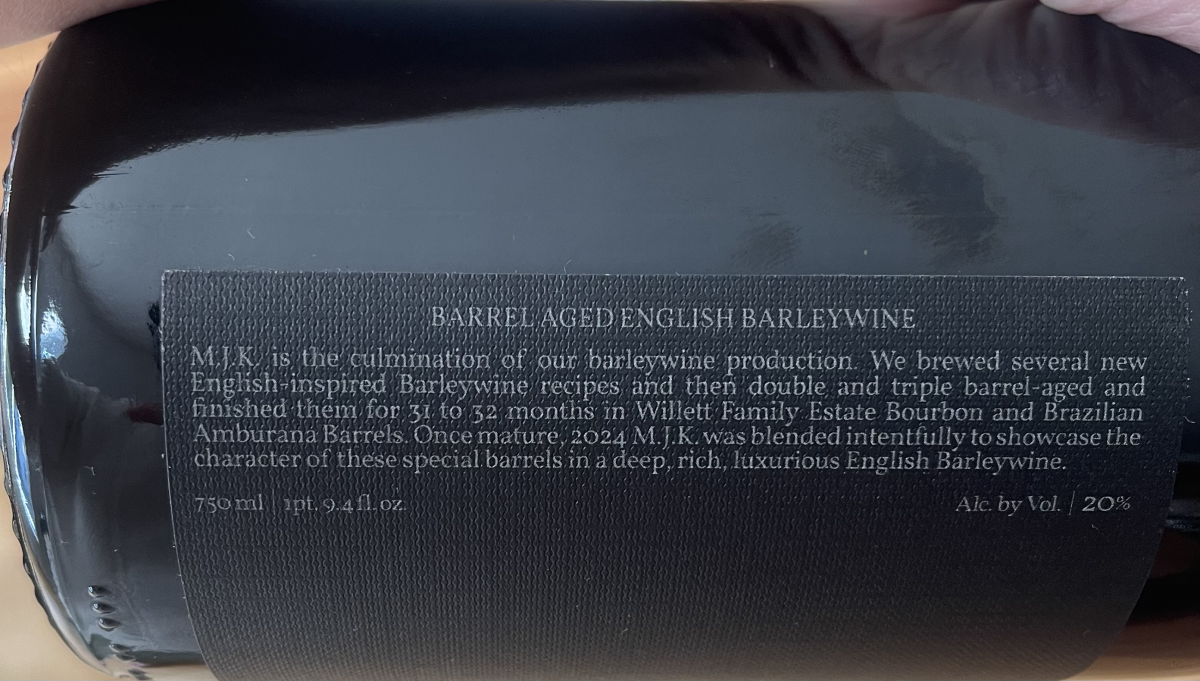 BARREL AGED ENGLISH BARLEYWINE
M.J.K. is the culmination of our barleywine production. We brewed several new
English-inspired Barleywine recipes and then double and triple barrel-aged and
finished them for 31 to 32 months in Willett Family Estate Bourbon and Brazilian
Amburana Barrels. Once mature, 2024 M.J.K. was blended intentfully to showcase the
character of these special barrels in a deep, rich, luxurious English Barleywine.
750 ml | 1pt. 9.4 fl. oz. Alc. by Vol. | 20%